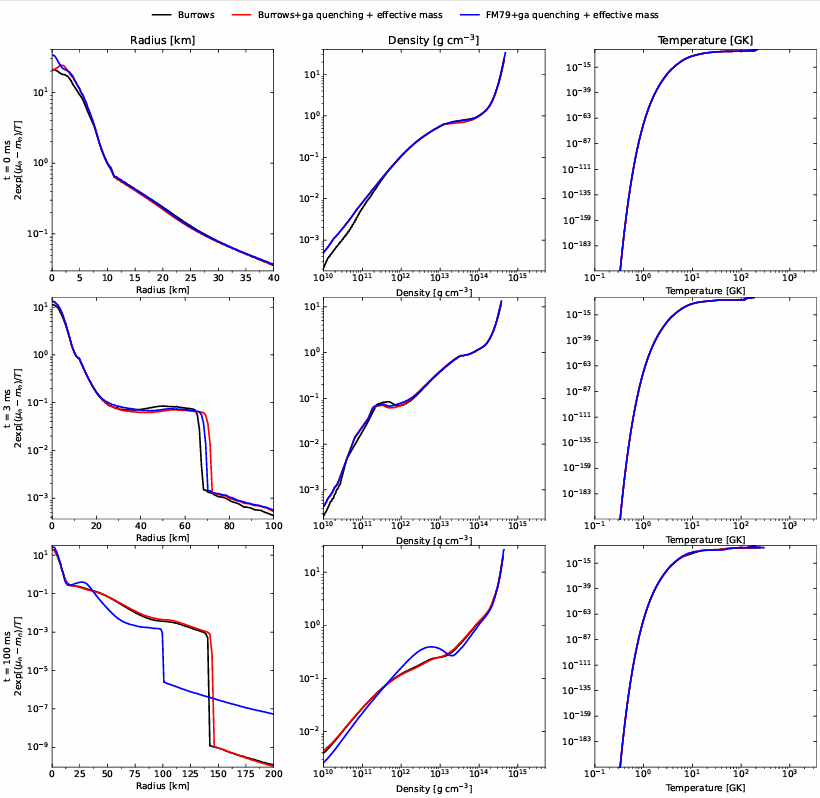 Burrows Burrows+ga quenching + effective mass FM79+ga quenching + effective mass
Radius [km] Density [g cm⁻³] Temperature [GK]
t = 0 ms
2exp[(μₙ − mₙ)/T]
10¹
10⁰
10⁻¹
0 5 10 15 20 25 30 35 40
Radius [km]
10¹
10⁰
10⁻¹
10⁻²
10⁻³
10¹⁰ 10¹¹ 10¹² 10¹³ 10¹⁴ 10¹⁵
Density [g cm⁻³]
10⁻¹⁵
10⁻³⁹
10⁻⁶³
10⁻⁸⁷
10⁻¹¹¹
10⁻¹³⁵
10⁻¹⁵⁹
10⁻¹⁸³
10⁻¹ 10⁰ 10¹ 10² 10³
Temperature [GK]
t = 3 ms
2exp[(μₙ − mₙ)/T]
10¹
10⁰
10⁻¹
10⁻²
10⁻³
0 20 40 60 80 100
Radius [km]
10¹
10⁰
10⁻¹
10⁻²
10⁻³
10¹⁰ 10¹¹ 10¹² 10¹³ 10¹⁴ 10¹⁵
Density [g cm⁻³]
10⁻¹⁵
10⁻³⁹
10⁻⁶³
10⁻⁸⁷
10⁻¹¹¹
10⁻¹³⁵
10⁻¹⁵⁹
10⁻¹⁸³
10⁻¹ 10⁰ 10¹ 10² 10³
Temperature [GK]
t = 100 ms
2exp[(μₙ − mₙ)/T]
10¹
10⁻¹
10⁻³
10⁻⁵
10⁻⁷
10⁻⁹
0 25 50 75 100 125 150 175 200
Radius [km]
10¹
10⁰
10⁻¹
10⁻²
10¹⁰ 10¹¹ 10¹² 10¹³ 10¹⁴ 10¹⁵
Density [g cm⁻³]
10⁻¹⁵
10⁻³⁹
10⁻⁶³
10⁻⁸⁷
10⁻¹¹¹
10⁻¹³⁵
10⁻¹⁵⁹
10⁻¹⁸³
10⁻¹ 10⁰ 10¹ 10² 10³
Temperature [GK]